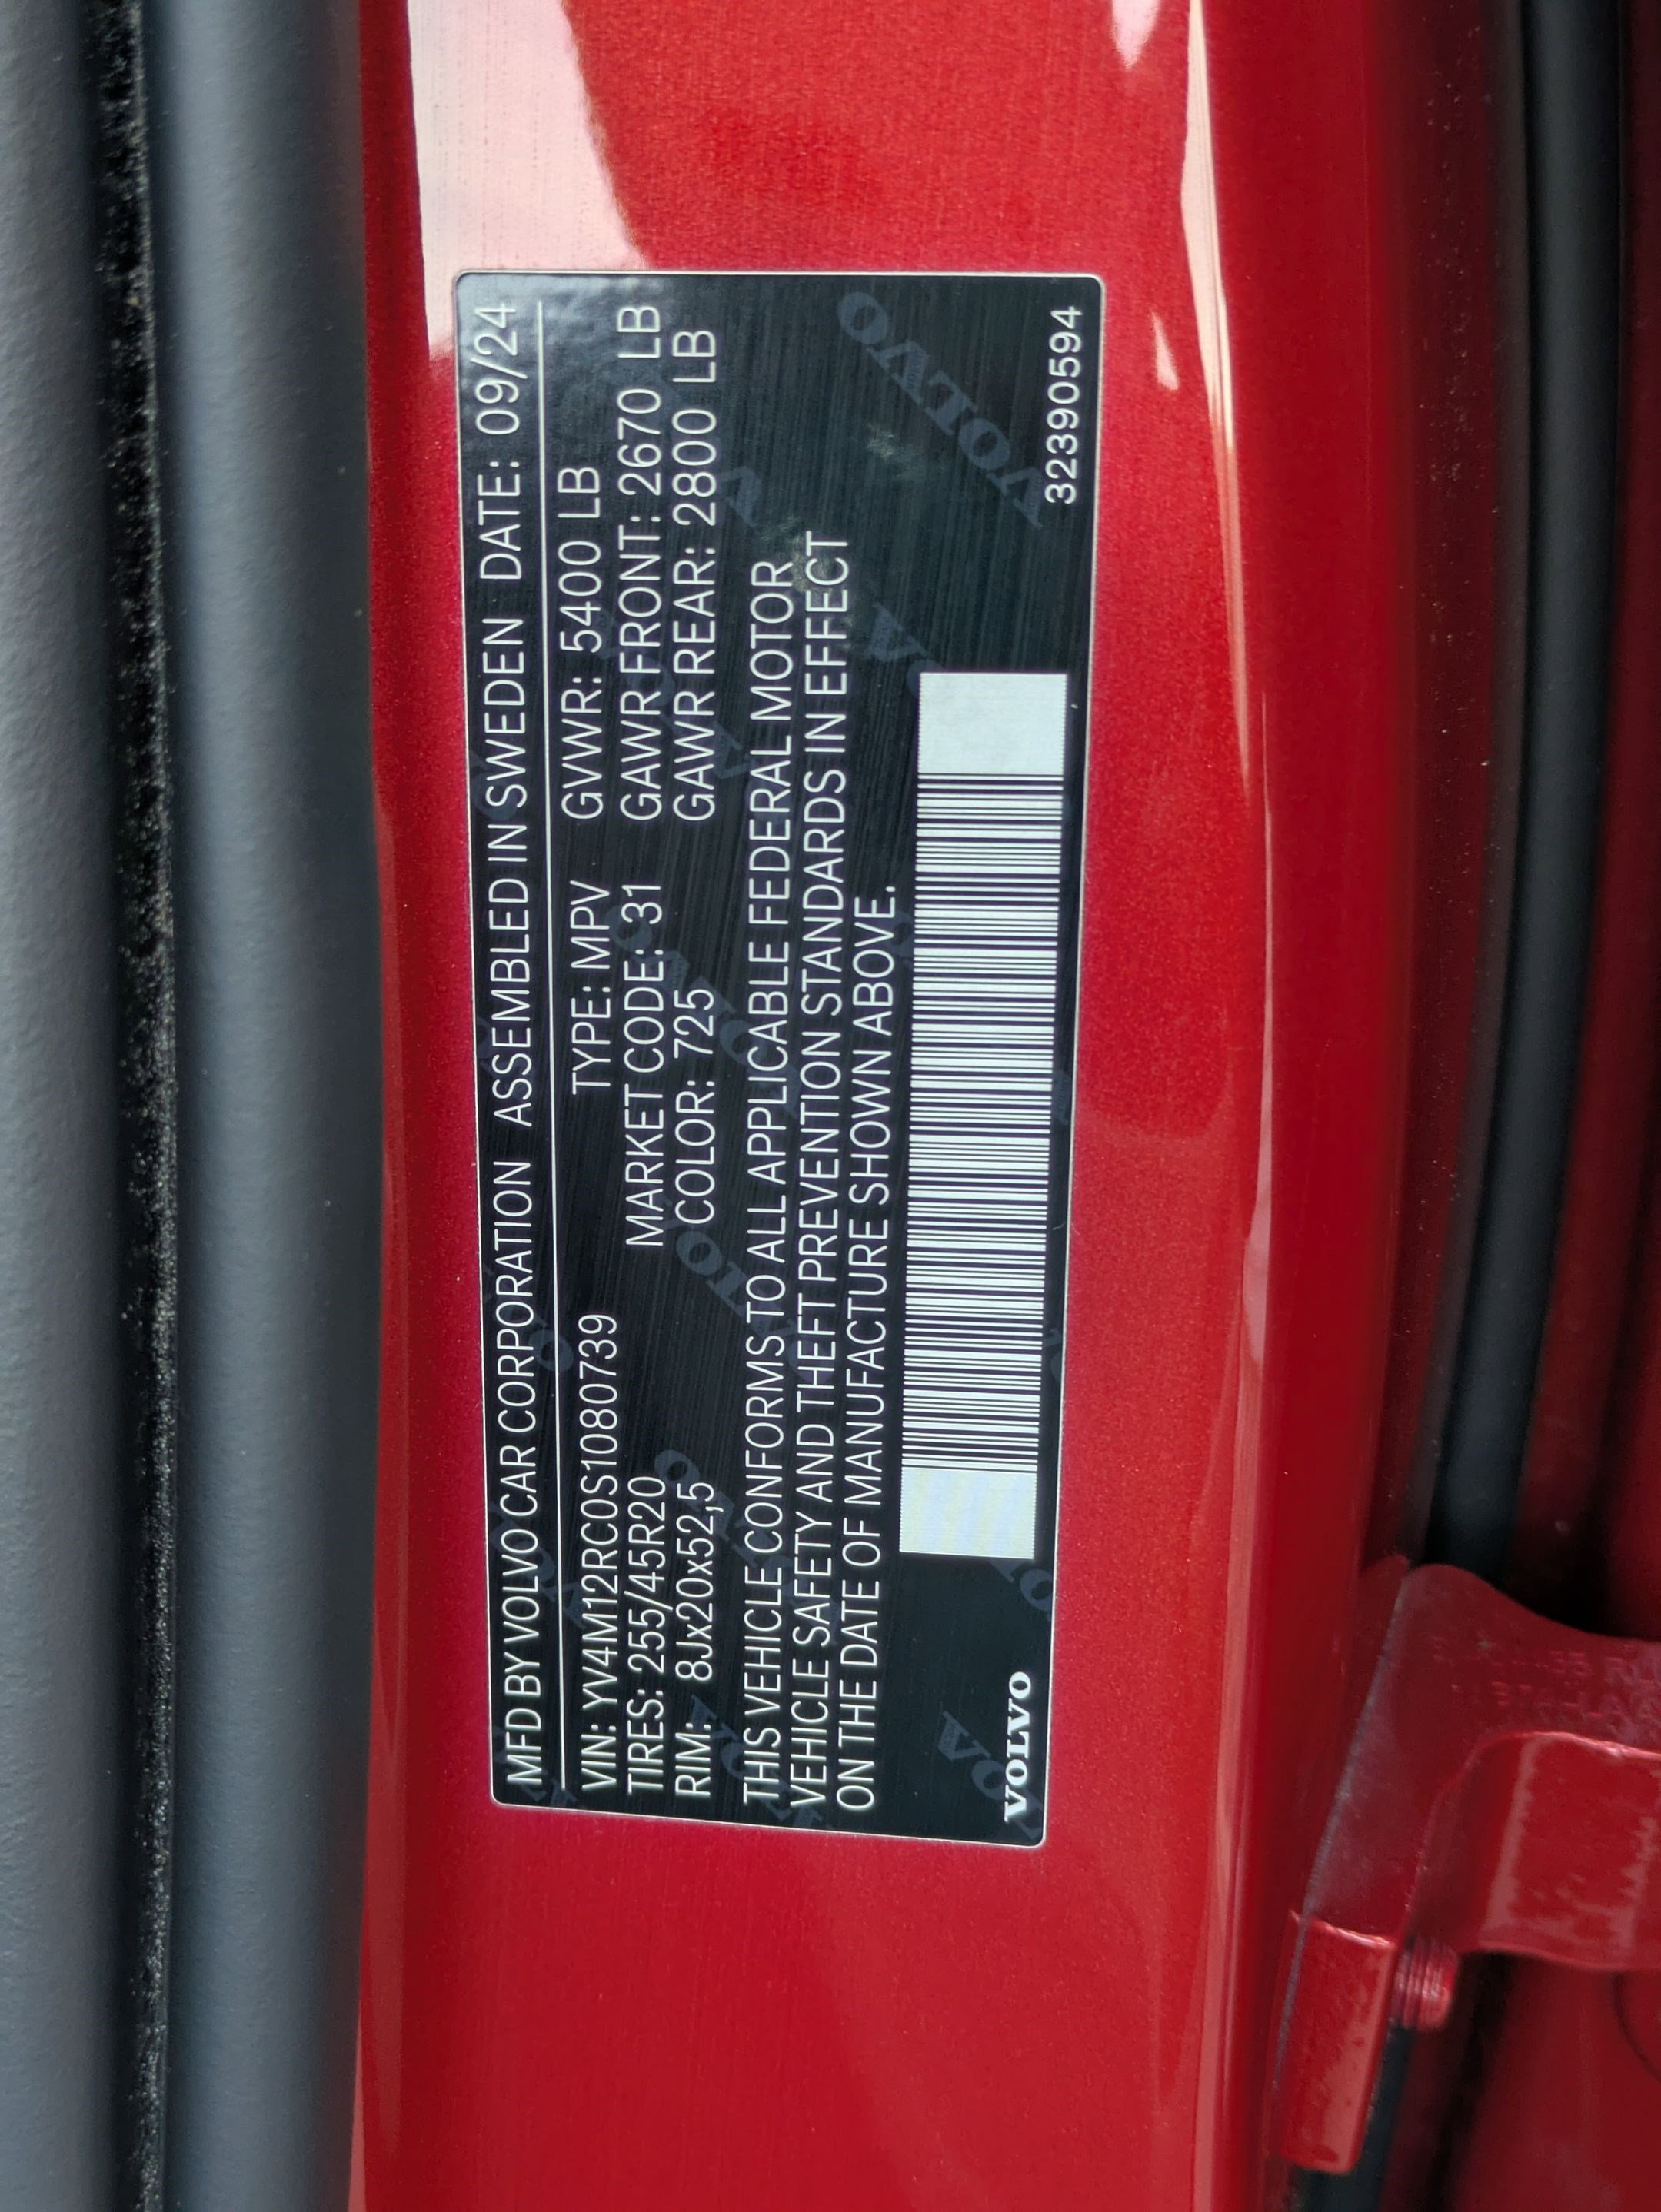 MFD BY VOLVO CAR CORPORATION ASSEMBLED IN SWEDEN DATE: 09/24
VIN: YV4M12RC0S1080739 TYPE: MPV GVWR: 5400 LB
TIRES: 255/45R20 MARKET CODE: 31 GAWR FRONT: 2670 LB
RIM: 8Jx20x52,5 COLOR: 725 GAWR REAR: 2800 LB
THIS VEHICLE CONFORMS TO ALL APPLICABLE FEDERAL MOTOR
VEHICLE SAFETY AND THEFT PREVENTION STANDARDS IN EFFECT
ON THE DATE OF MANUFACTURE SHOWN ABOVE.
VOLVO 32390594